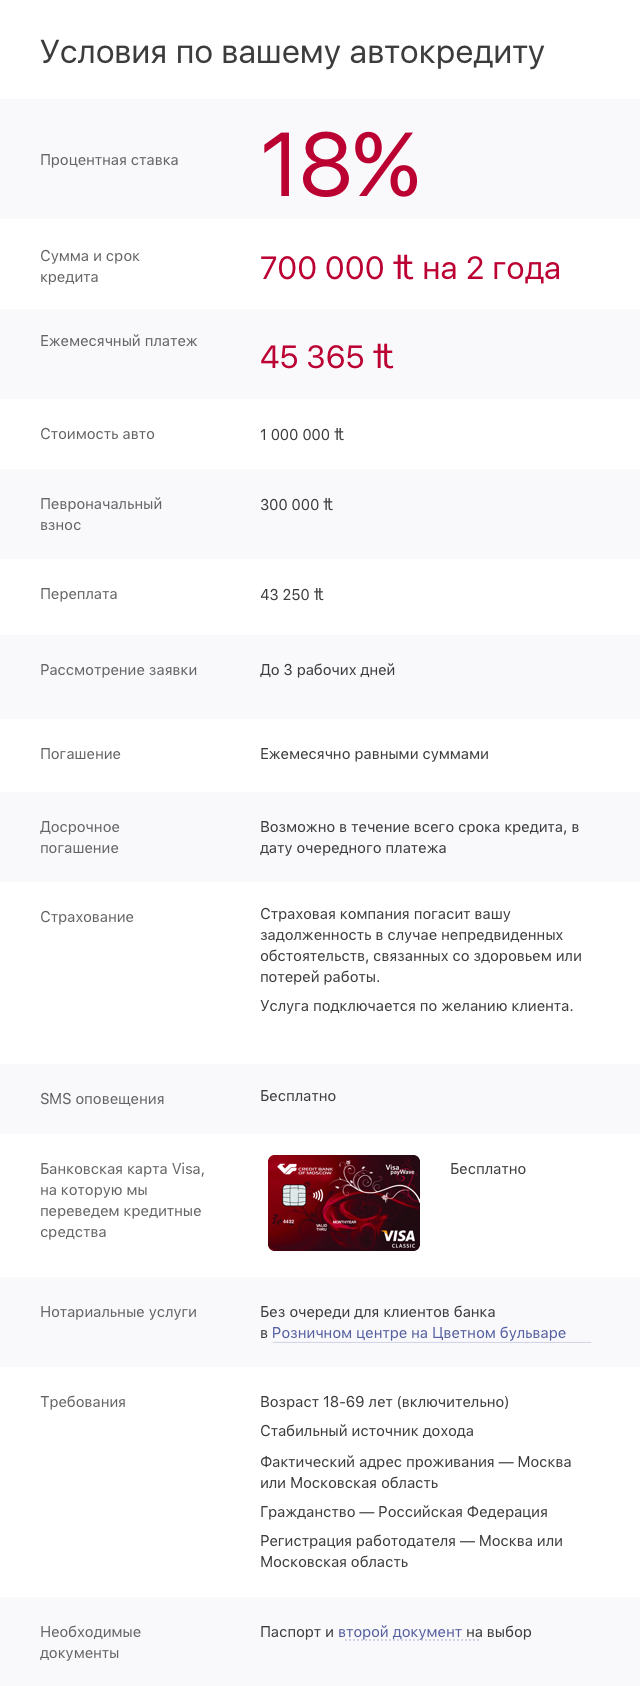 Условия по вашему автокредиту
Процентная ставка
18%
Сумма и срок
кредита
700 000 ₶ на 2 года
Ежемесячный платеж
45 365 ₶
Стоимость авто
1 000 000 ₶
Певроначальный
взнос
300 000 ₶
Переплата
43 250 ₶
Рассмотрение заявки
До 3 рабочих дней
Погашение
Ежемесячно равными суммами
Досрочное
погашение
Возможно в течение всего срока кредита, в
дату очередного платежа
Страхование
Страховая компания погасит вашу
задолженность в случае непредвиденных
обстоятельств, связанных со здоровьем или
потерей работы.
Услуга подключается по желанию клиента.
SMS оповещения
Бесплатно
Банковская карта Visa,
на которую мы
переведем кредитные
средства
CREDIT BANK
OF MOSCOW
Visa
payWave
4432
VALID
THRU
MONTH/YEAR
VISA
CLASSIC
Бесплатно
Нотариальные услуги
Без очереди для клиентов банка
в Розничном центре на Цветном бульваре
Требования
Возраст 18-69 лет (включительно)
Стабильный источник дохода
Фактический адрес проживания — Москва
или Московская область
Гражданство — Российская Федерация
Регистрация работодателя — Москва или
Московская область
Необходимые
документы
Паспорт и второй документ на выбор